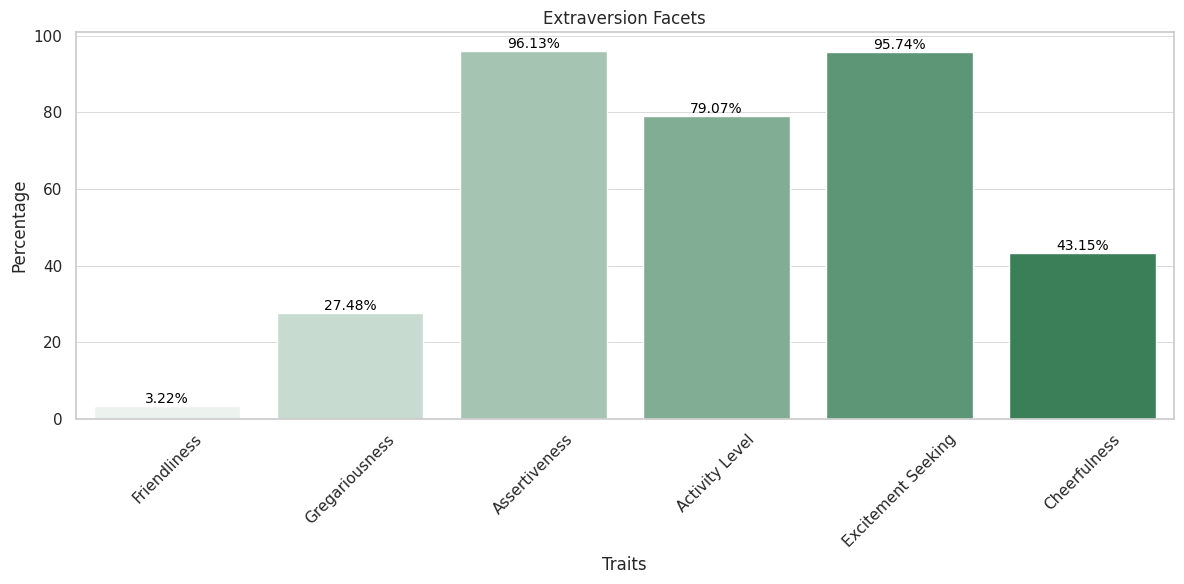 Extraversion Facets
Percentage
100
80
60
40
20
0
3.22%
27.48%
96.13%
79.07%
95.74%
43.15%
Friendliness
Gregariousness
Assertiveness
Activity Level
Excitement Seeking
Cheerfulness
Traits